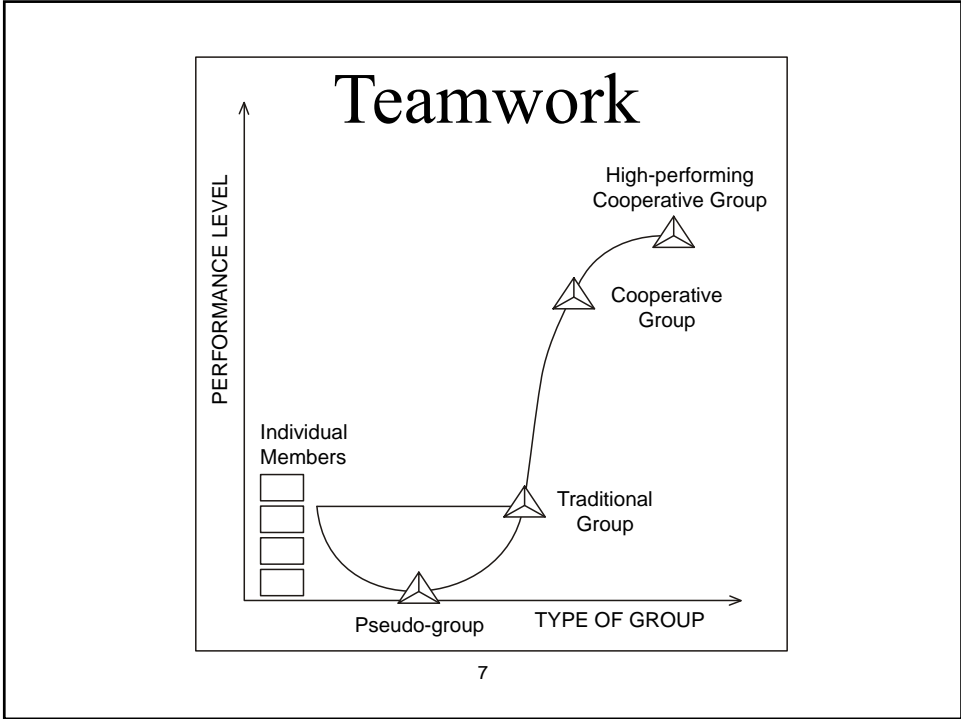 Teamwork
PERFORMANCE LEVEL
High-performing
Cooperative Group
Cooperative
Group
Individual
Members
Traditional
Group
Pseudo-group
TYPE OF GROUP
7